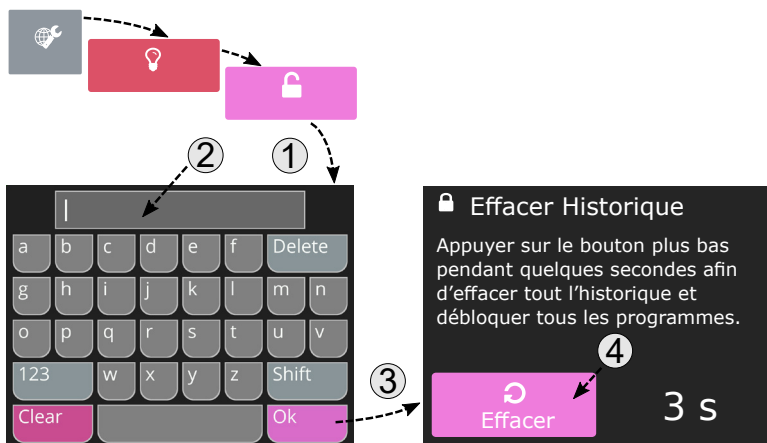 2
1
a b c d e f Delete
g h i j k l m n
o p q r s t u v
123 w x y z Shift
Clear Ok
3
Effacer Historique
Appuyer sur le bouton plus bas
pendant quelques secondes afin
d'effacer tout l'historique et
débloquer tous les programmes.
4
Effacer
3 s